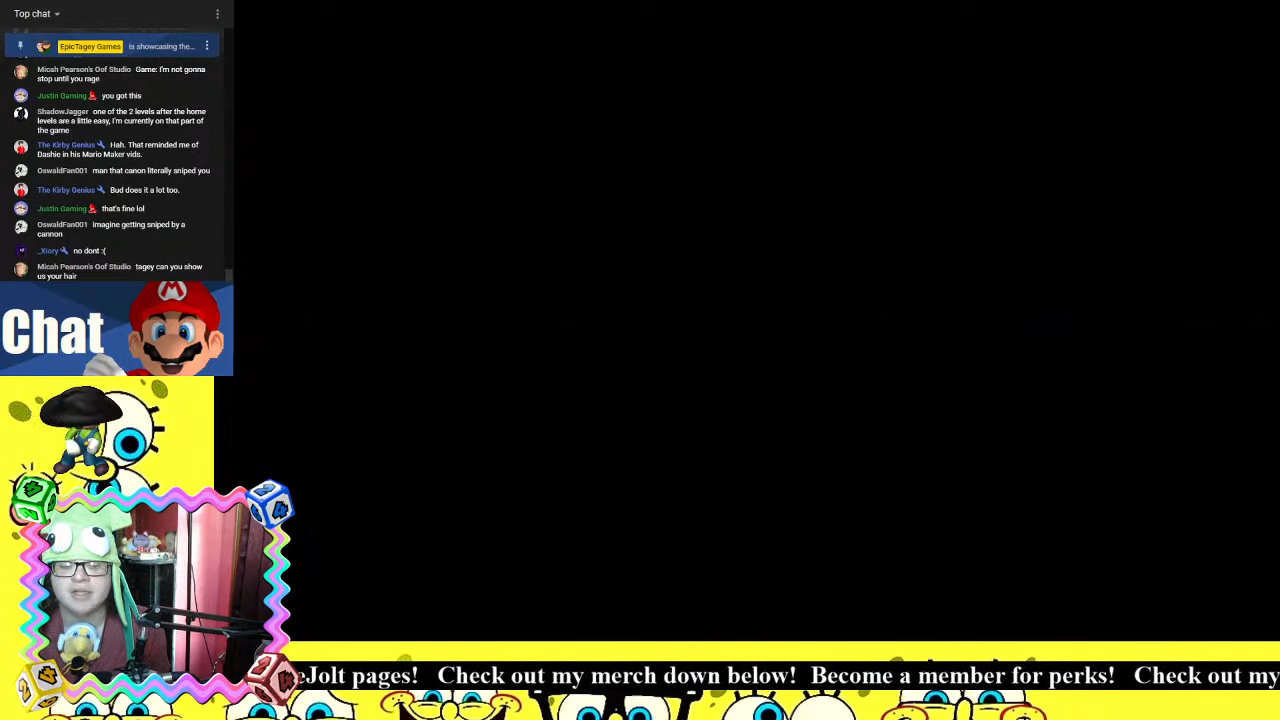 Top chat
EpicTagey Games is showcasing the...
Micah Pearson's Oof Studio Game: I'm not gonna
stop until you rage
Justin Gaming you got this
ShadowJagger one of the 2 levels after the home
levels are a little easy, I'm currently on that part of
the game
The Kirby Genius Hah. That reminded me of
Dashie in his Mario Maker vids.
OswaldFan001 man that canon literally sniped you
The Kirby Genius Bud does it a lot too.
Justin Gaming that's fine lol
OswaldFan001 imagine getting sniped by a
cannon
_Xiory no dont :(
Micah Pearson's Oof Studio tagey can you show
us your hair
Chat
eJolt pages! Check out my merch down below! Become a member for perks! Check out my